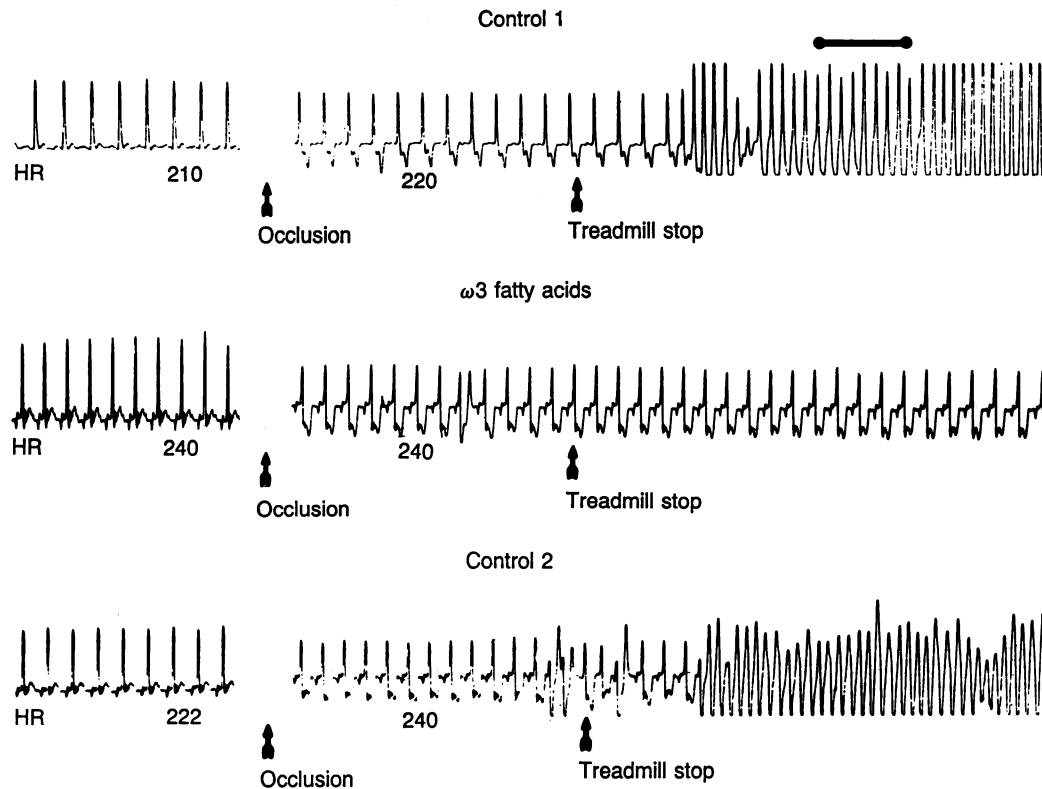 Control 1
HR 210 220
Occlusion Treadmill stop
ω3 fatty acids
HR 240 240
Occlusion Treadmill stop
Control 2
HR 222 240
Occlusion Treadmill stop